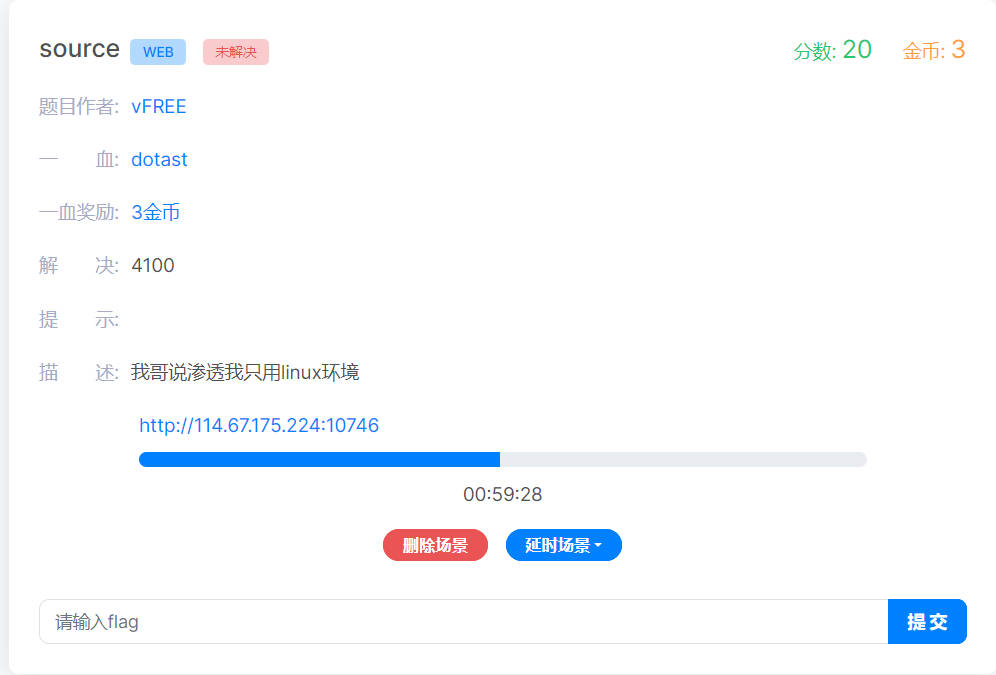 source WEB 未解决 分数: 20 金币: 3
题目作者: vFREE
一 血: dotast
一血奖励: 3金币
解 决: 4100
提 示:
描 述: 我哥说渗透我只用linux环境
http://114.67.175.224:10746
00:59:28
删除场景 延时场景
请输入flag 提交